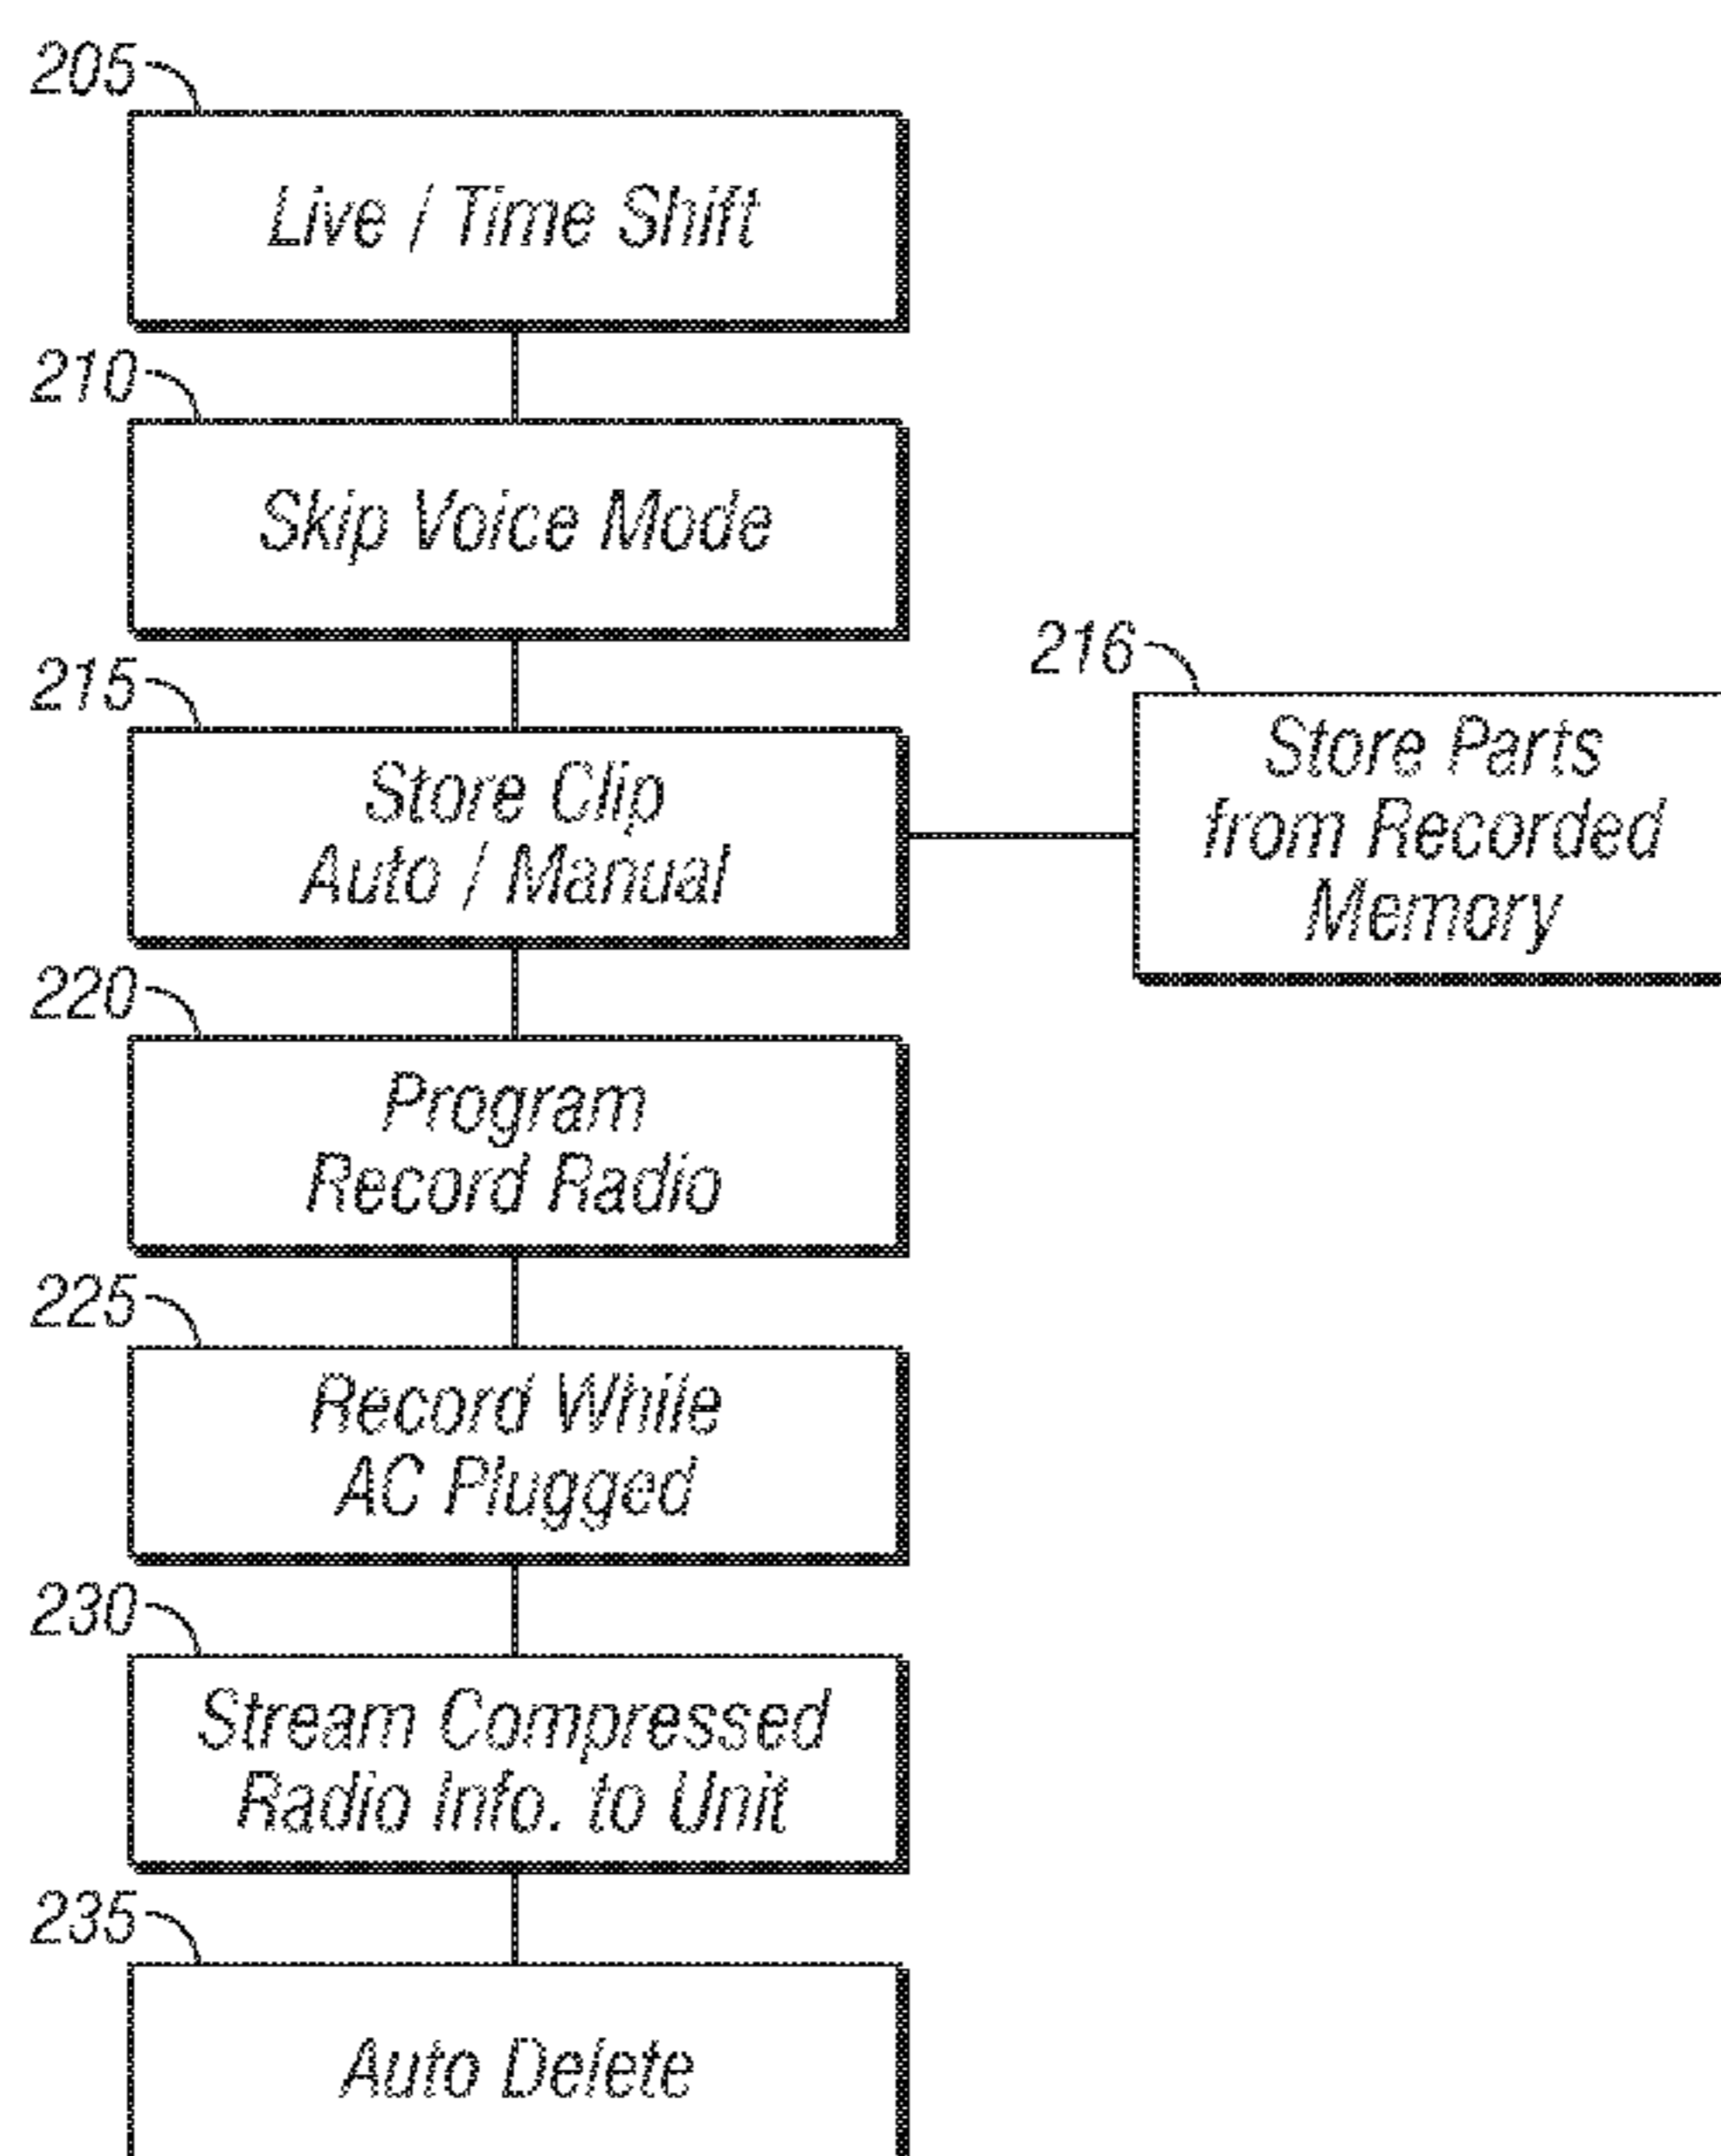 205
Live / Time Shift
210
Skip Voice Mode
215
Store Clip
Auto / Manual
216
Store Parts
from Recorded
Memory
220
Program
Record Radio
225
Record While
AC Plugged
230
Stream Compressed
Radio Info. to Unit
235
Auto Delete